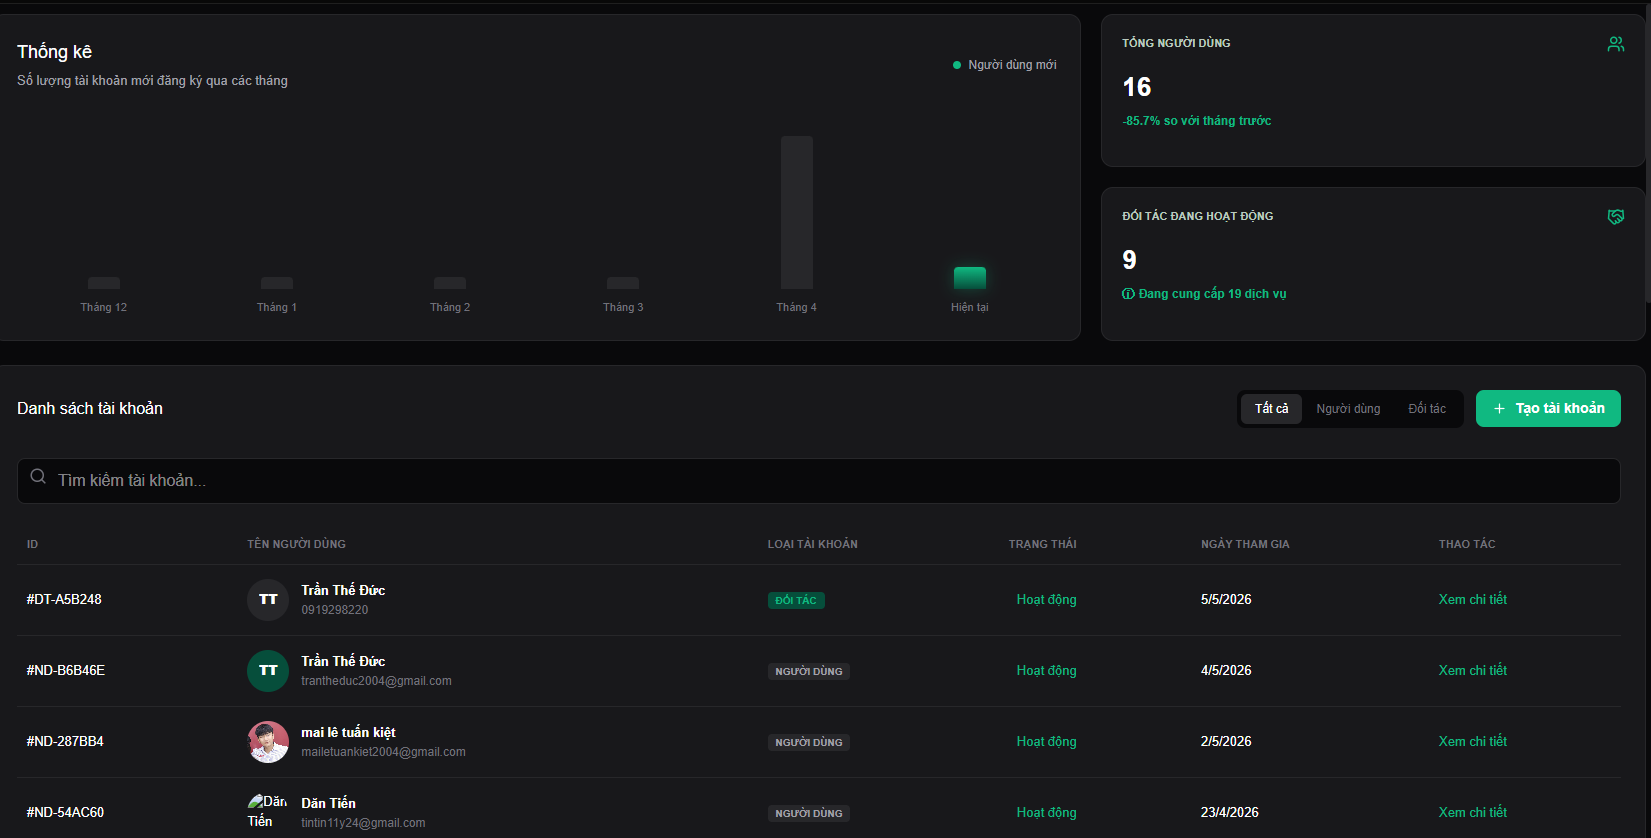 Thống kê
Số lượng tài khoản mới đăng ký qua các tháng
Người dùng mới
Tháng 12
Tháng 1
Tháng 2
Tháng 3
Tháng 4
Hiện tại
TỔNG NGƯỜI DÙNG
16
-85.7% so với tháng trước
ĐỐI TÁC ĐANG HOẠT ĐỘNG
9
Đang cung cấp 19 dịch vụ
Danh sách tài khoản
Tất cả Người dùng Đối tác
+ Tạo tài khoản
Tìm kiếm tài khoản...
ID TÊN NGƯỜI DÙNG LOẠI TÀI KHOẢN TRẠNG THÁI NGÀY THAM GIA THAO TÁC
#DT-A5B248 TT Trần Thế Đức ĐỐI TÁC Hoạt động 5/5/2026 Xem chi tiết
0919298220
#ND-B6B46E TT Trần Thế Đức NGƯỜI DÙNG Hoạt động 4/5/2026 Xem chi tiết
trantheduc2004@gmail.com
#ND-287BB4 mai lê tuấn kiệt NGƯỜI DÙNG Hoạt động 2/5/2026 Xem chi tiết
mailetuankiet2004@gmail.com
#ND-54AC60 Dăn Tiến Dăn Tiến NGƯỜI DÙNG Hoạt động 23/4/2026 Xem chi tiết
tintin11y24@gmail.com